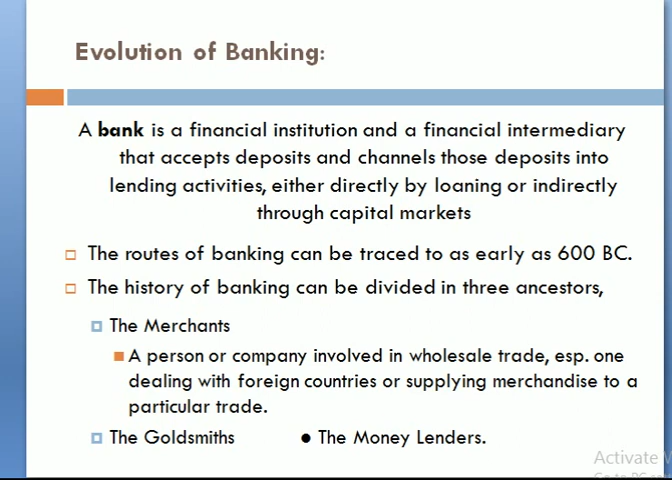 Evolution of Banking:
A bank is a financial institution and a financial intermediary
that accepts deposits and channels those deposits into
lending activities, either directly by loaning or indirectly
through capital markets
The routes of banking can be traced to as early as 600 BC.
The history of banking can be divided in three ancestors,
The Merchants
A person or company involved in wholesale trade, esp. one
dealing with foreign countries or supplying merchandise to a
particular trade.
The Goldsmiths • The Money Lenders.
Activate